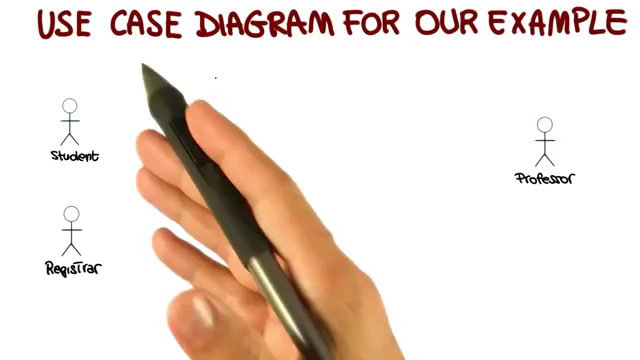 USE CASE DIAGRAM FOR OUR EXAMPLE
Student
Professor
Registrar